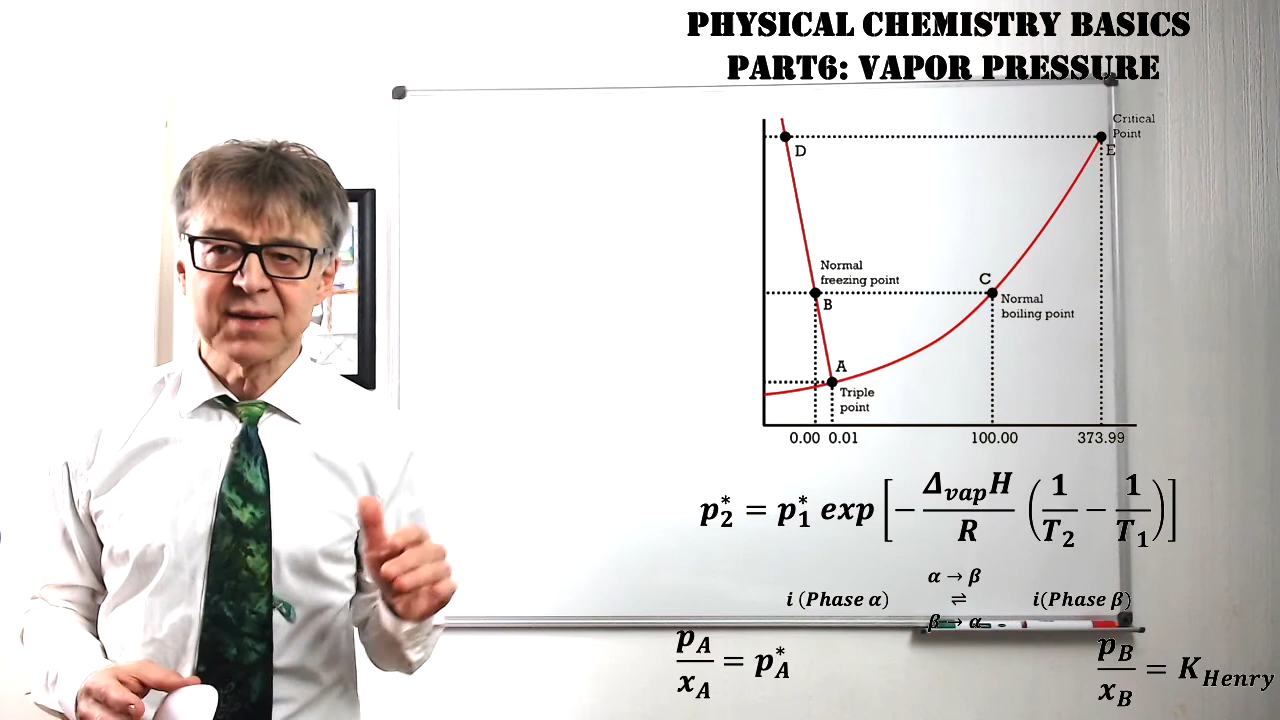 PHYSICAL CHEMISTRY BASICS
PART6: VAPOR PRESSURE
Critical
Point
D
E
Normal
freezing point
C
B
Normal
boiling point
A
Triple
point
0.00 0.01 100.00 373.99
p₂* = p₁* exp [− Δ_vap H / R (1/T₂ − 1/T₁)]
α → β
i (Phase α) ⇌ i(Phase β)
β → α
p_A / x_A = p_A*
p_B / x_B = K_Henry